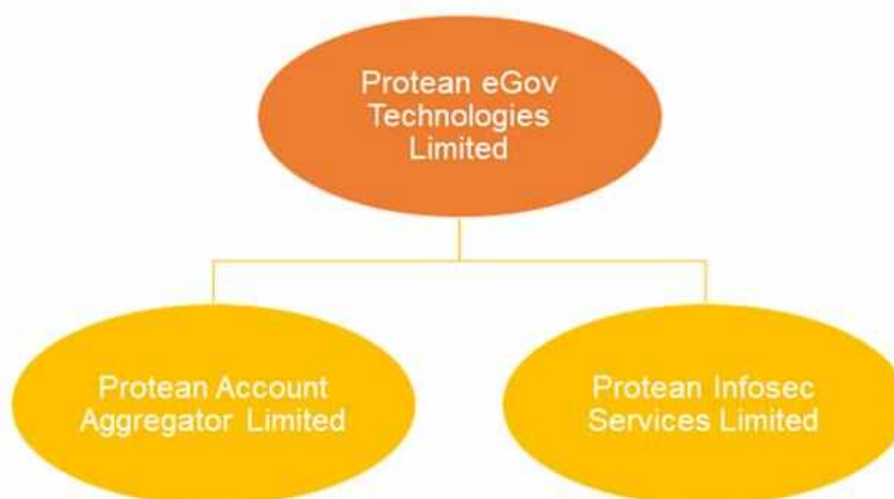 Protean eGov
Technologies
Limited
Protean Account
Aggregator Limited
Protean Infosec
Services Limited